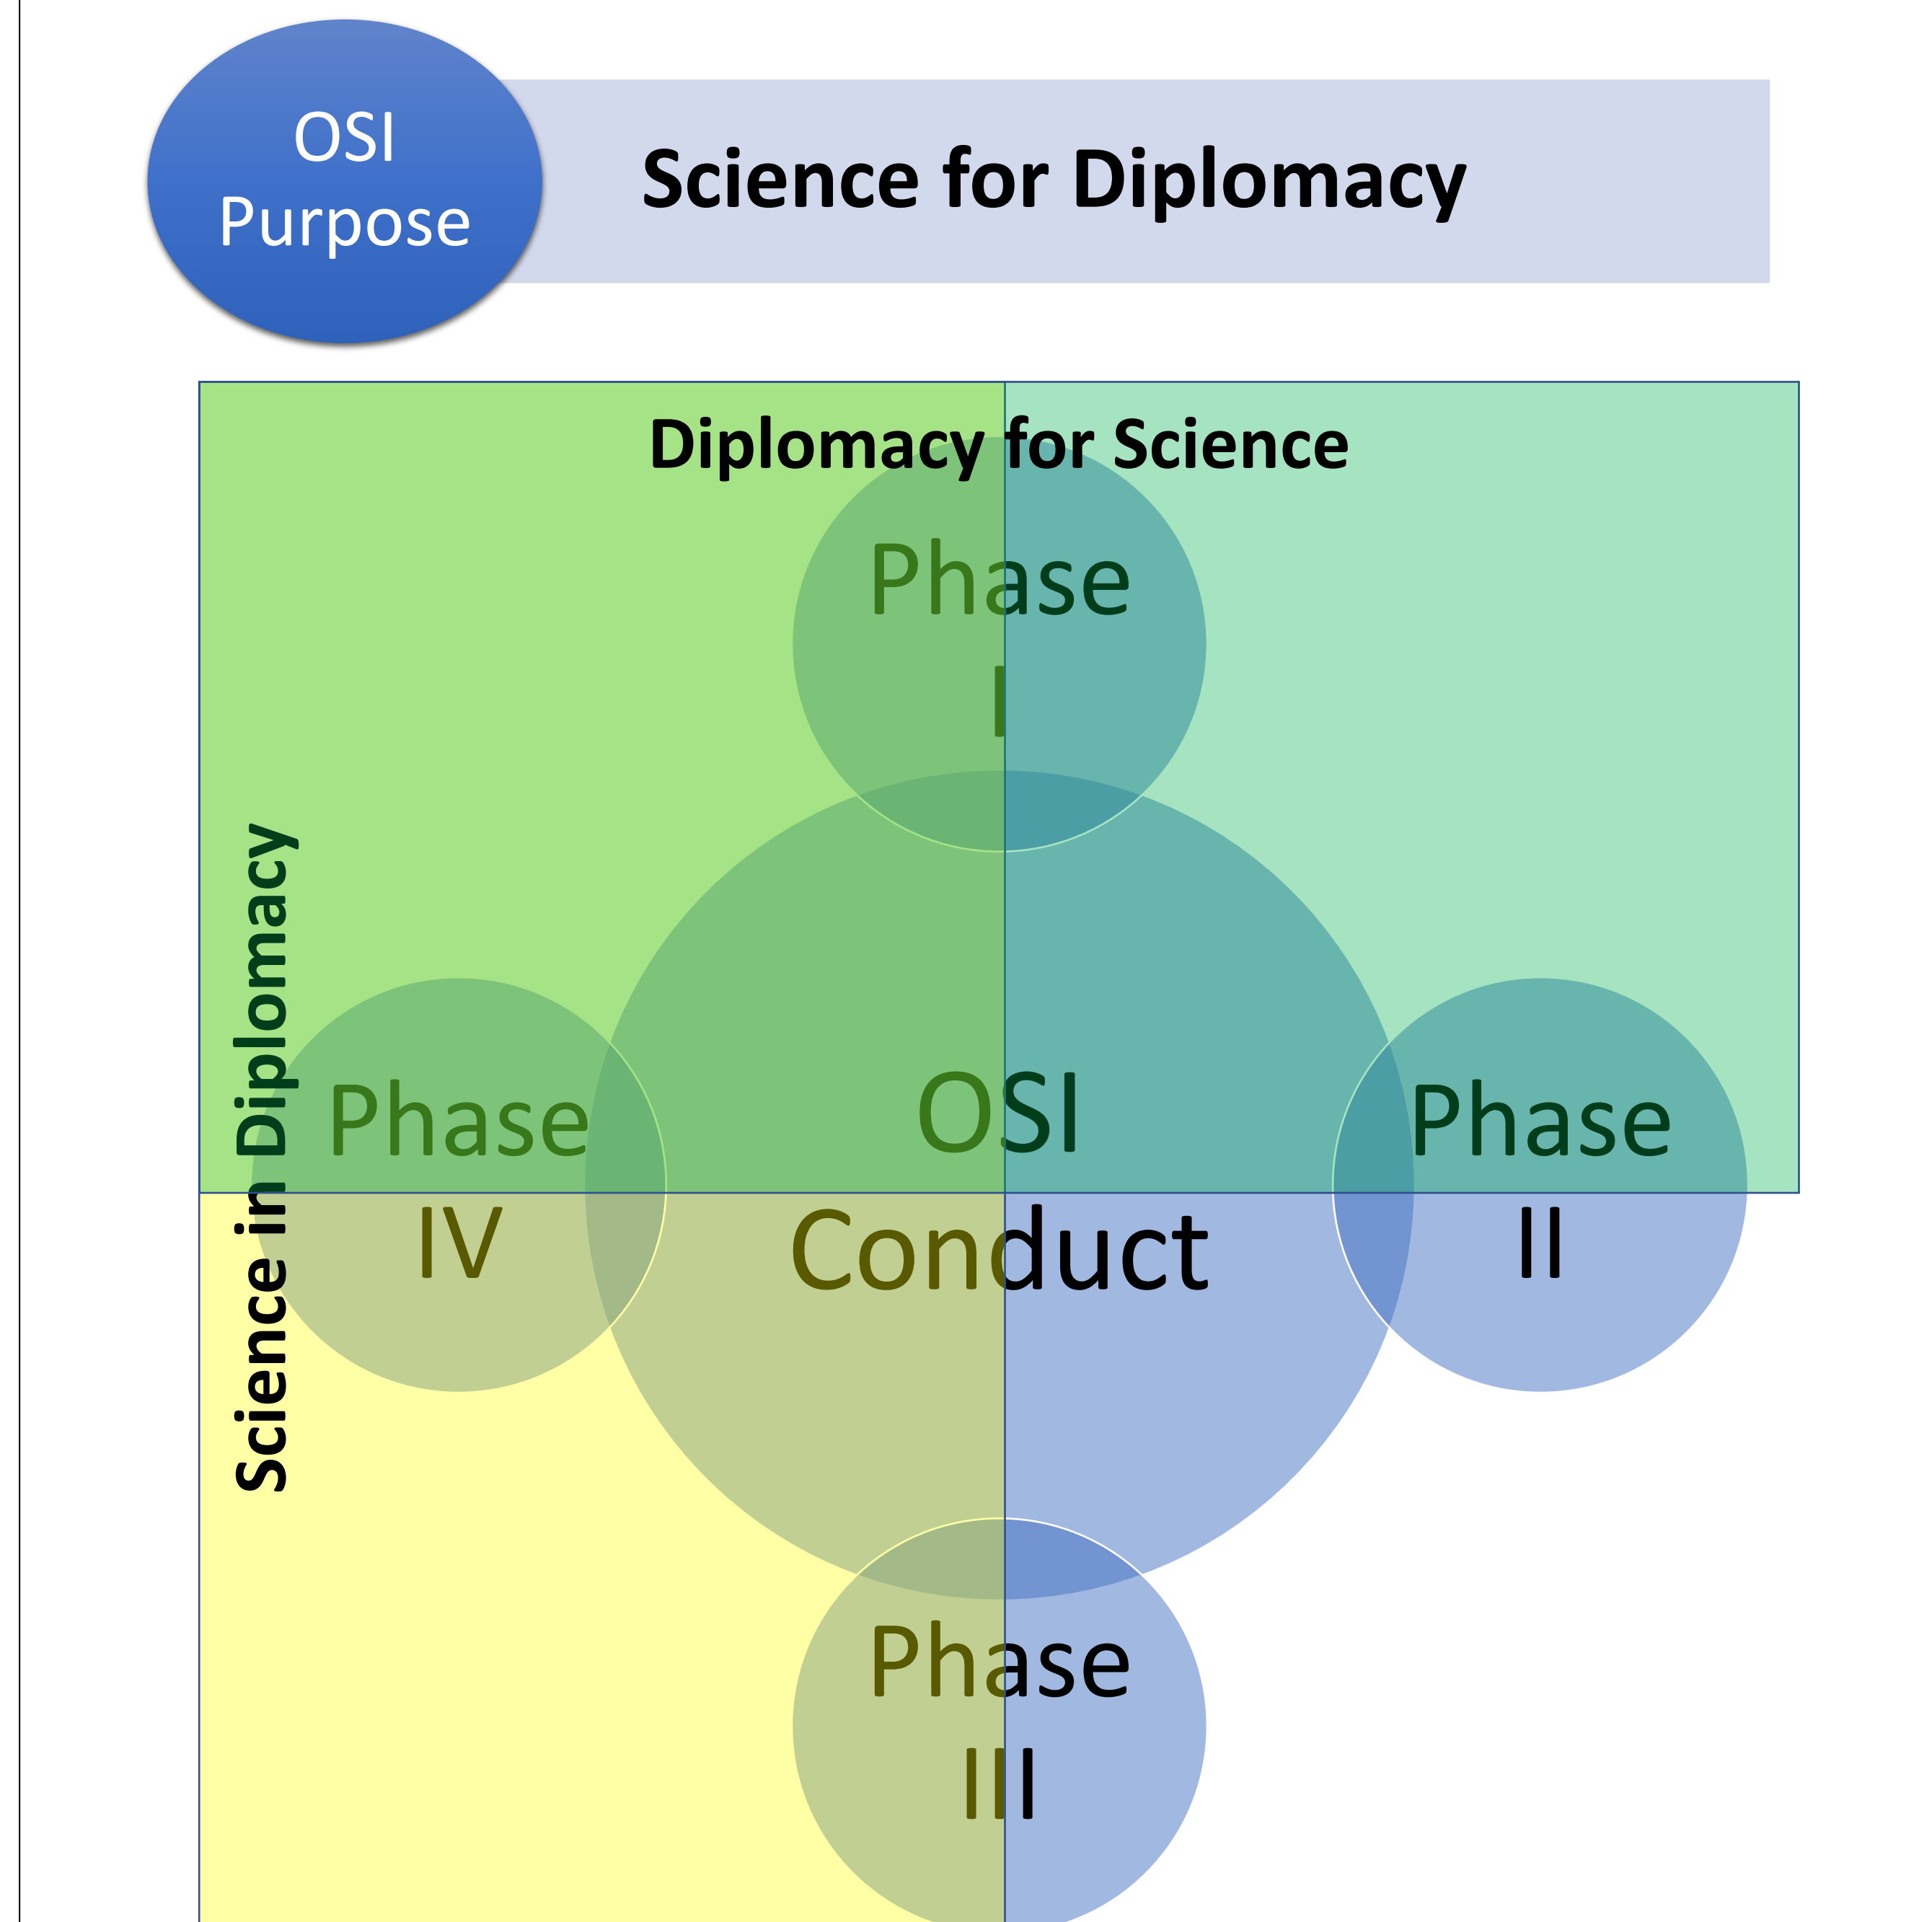 OSI
Purpose
Science for Diplomacy
Diplomacy for Science
Phase
I
Science in Diplomacy
Phase
IV
OSI
Conduct
Phase
II
Phase
III